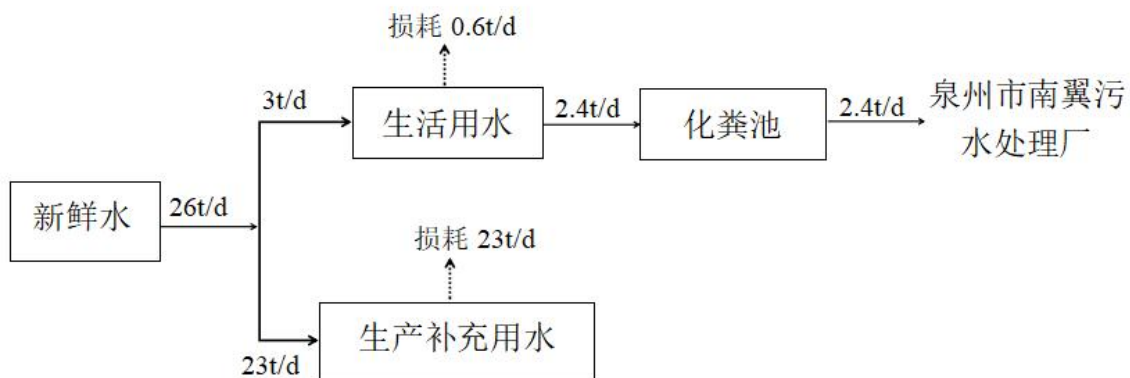 损耗 0.6t/d
3t/d
生活用水
2.4t/d
化粪池
2.4t/d
泉州市南翼污
水处理厂
新鲜水
26t/d
损耗 23t/d
生产补充用水
23t/d